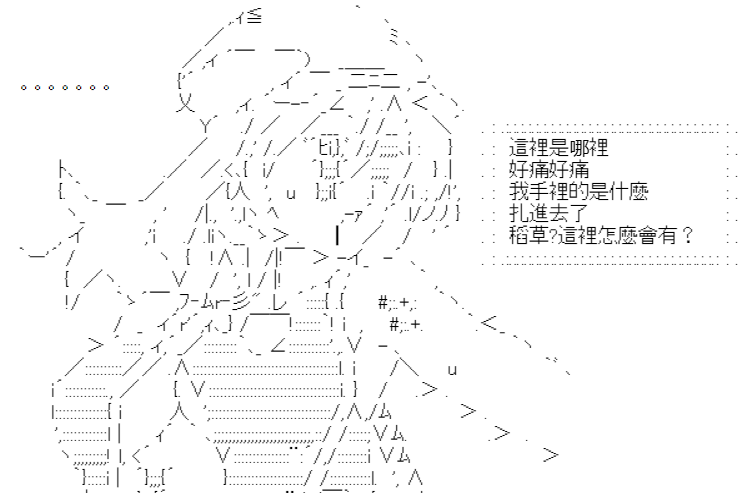 。。。。。。。
這裡是哪裡
好痛好痛
我手裡的是什麼
扎進去了
稻草?這裡怎麼會有？